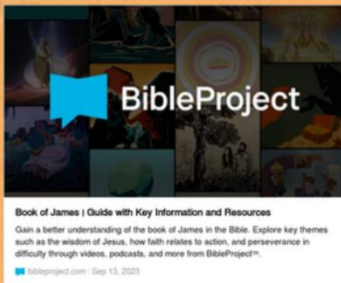 BibleProject
Book of James | Guide with Key Information and Resources
Gain a better understanding of the book of James in the Bible. Explore key themes
such as the wisdom of Jesus, how faith relates to action, and perseverance in
difficulty through videos, podcasts, and more from BibleProject™.
bibleproject.com · Sep 13, 2023